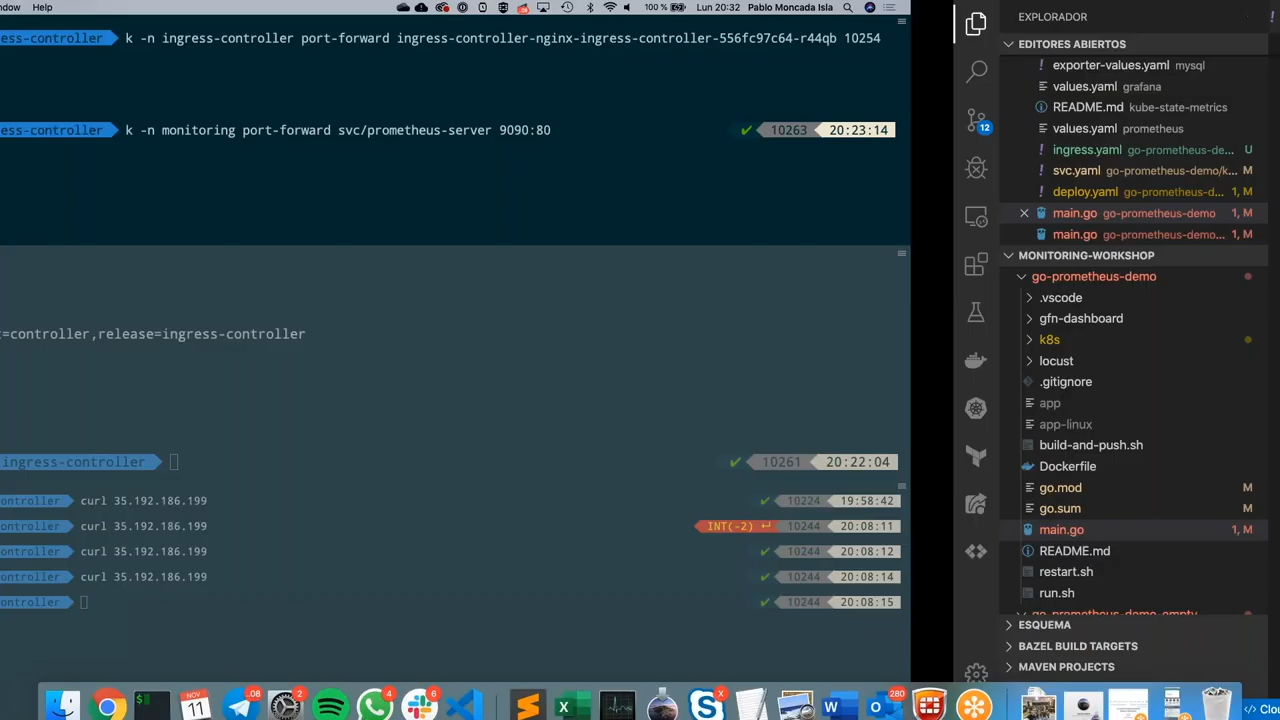 ndow Help 100 % Lun 20:32 Pablo Moncada Isla
ess-controller k -n ingress-controller port-forward ingress-controller-nginx-ingress-controller-556fc97c64-r44qb 10254
ess-controller k -n monitoring port-forward svc/prometheus-server 9090:80 ✔ 10263 20:23:14
t=controller,release=ingress-controller
ingress-controller ✔ 10261 20:22:04
ontroller curl 35.192.186.199 ✔ 10224 19:58:42
ontroller curl 35.192.186.199 INT(-2) ↵ 10244 20:08:11
ontroller curl 35.192.186.199 ✔ 10244 20:08:12
ontroller curl 35.192.186.199 ✔ 10244 20:08:14
ontroller ✔ 10244 20:08:15
12
EXPLORADOR
EDITORES ABIERTOS
! exporter-values.yaml mysql
values.yaml grafana
README.md kube-state-metrics
! values.yaml prometheus
! ingress.yaml go-prometheus-de... U
! svc.yaml go-prometheus-demo/k... M
! deploy.yaml go-prometheus-d... 1, M
main.go go-prometheus-demo 1, M
main.go go-prometheus-demo... 1, M
MONITORING-WORKSHOP
go-prometheus-demo
.vscode
gfn-dashboard
k8s
locust
.gitignore
app
app-linux
build-and-push.sh
Dockerfile
go.mod M
go.sum M
main.go 1, M
README.md
restart.sh
run.sh
go-prometheus-demo-empty
ESQUEMA
BAZEL BUILD TARGETS
MAVEN PROJECTS
$
NOV
11
2
4
6
X
280
W
Clou